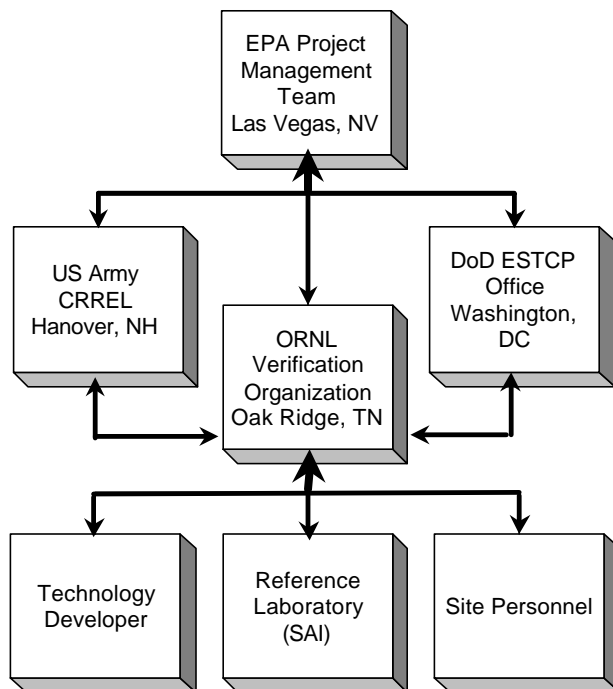 EPA Project
Management
Team
Las Vegas, NV
US Army
CRREL
Hanover, NH
DoD ESTCP
Office
Washington,
DC
ORNL
Verification
Organization
Oak Ridge, TN
Technology
Developer
Reference
Laboratory
(SAI)
Site Personnel